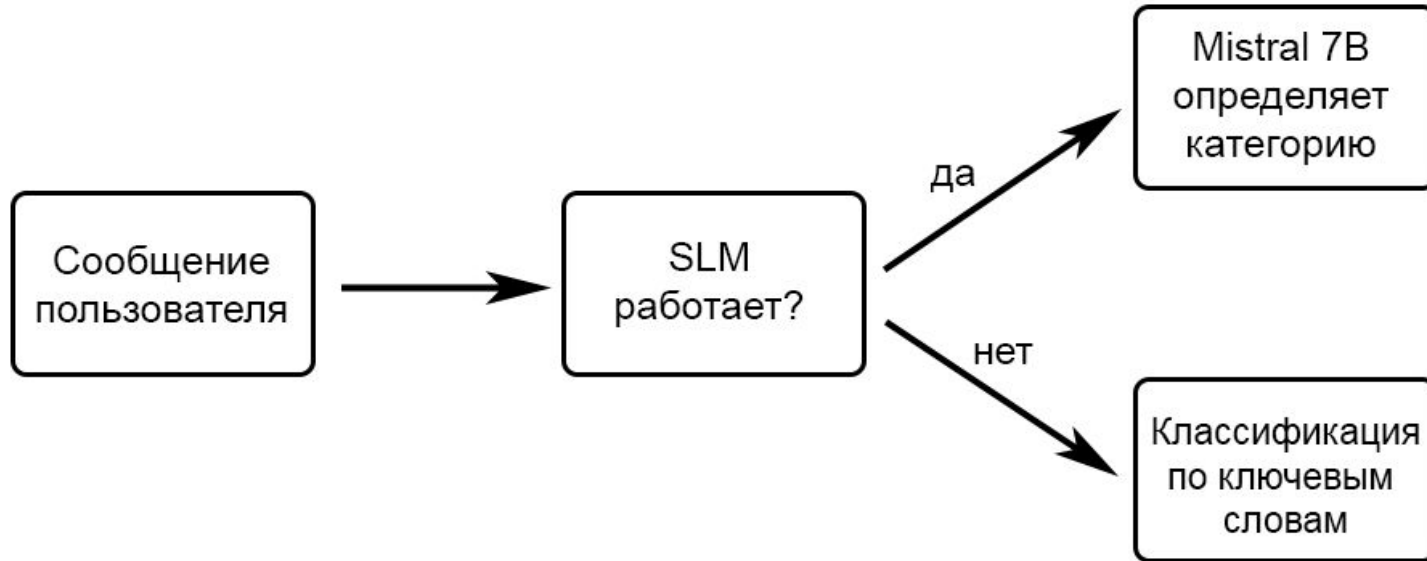 Сообщение
пользователя
SLM
работает?
да
Mistral 7B
определяет
категорию
нет
Классификация
по ключевым
словам